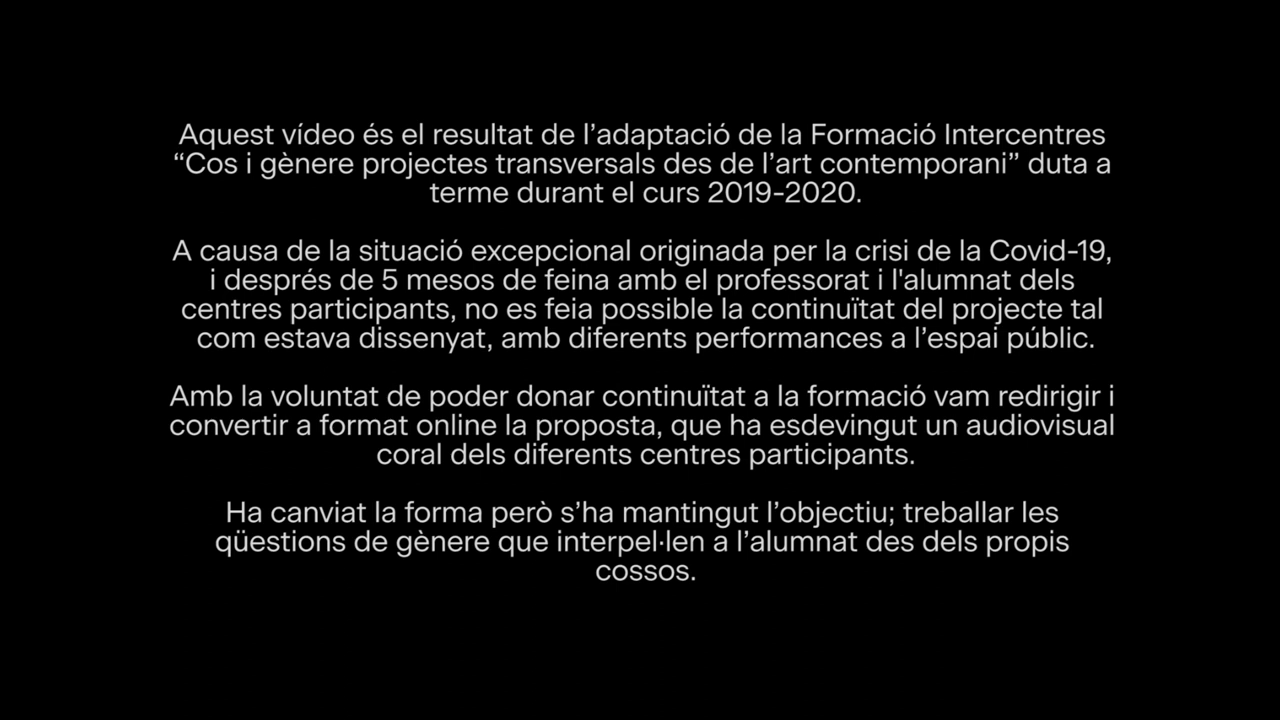 Aquest vídeo és el resultat de l’adaptació de la Formació Intercentres
“Cos i gènere projectes transversals des de l’art contemporani” duta a
terme durant el curs 2019-2020.
A causa de la situació excepcional originada per la crisi de la Covid-19,
i després de 5 mesos de feina amb el professorat i l'alumnat dels
centres participants, no es feia possible la continuïtat del projecte tal
com estava dissenyat, amb diferents performances a l’espai públic.
Amb la voluntat de poder donar continuïtat a la formació vam redirigir i
convertir a format online la proposta, que ha esdevingut un audiovisual
coral dels diferents centres participants.
Ha canviat la forma però s’ha mantingut l’objectiu; treballar les
qüestions de gènere que interpel·len a l’alumnat des dels propis
cossos.